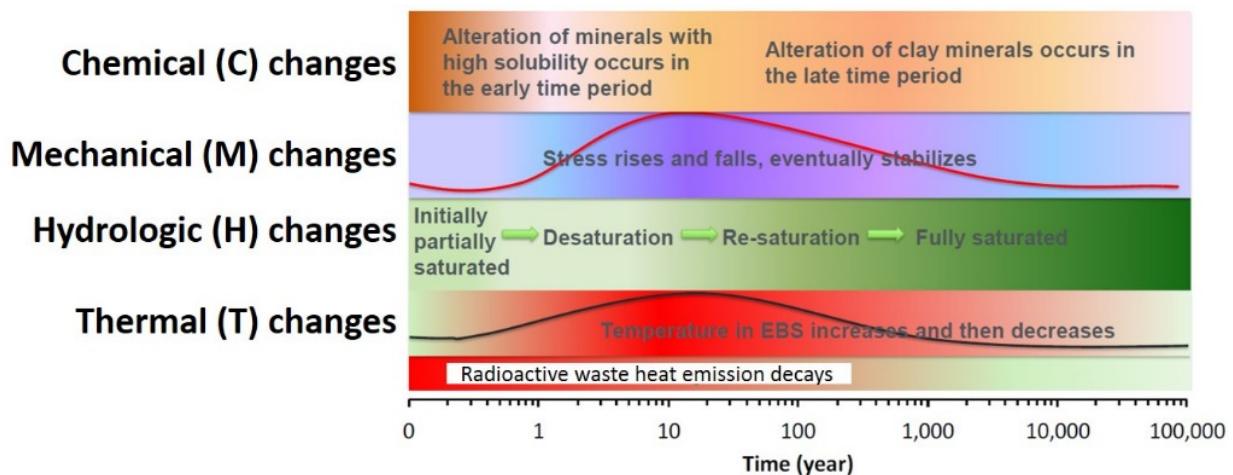 Chemical (C) changes
Alteration of minerals with
high solubility occurs in
the early time period
Alteration of clay minerals occurs in
the late time period
Mechanical (M) changes
Stress rises and falls, eventually stabilizes
Hydrologic (H) changes
Initially
partially
saturated
Desaturation
Re-saturation
Fully saturated
Thermal (T) changes
Temperature in EBS increases and then decreases
Radioactive waste heat emission decays
0 1 10 100 1,000 10,000 100,000
Time (year)